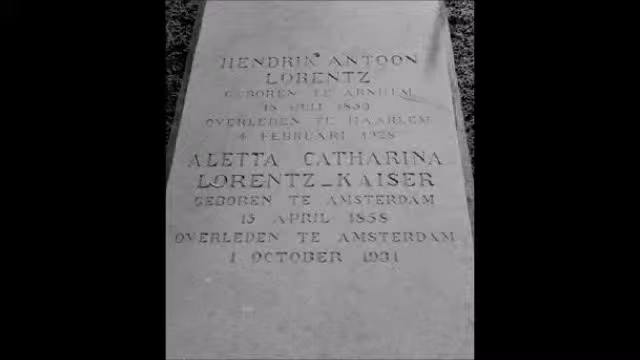 HENDRIK ANTOON
LORENTZ
GEBOREN TE ARNHEM
18 JULI 1853
OVERLEDEN TE HAARLEM
4 FEBRUARI 1928
ALETTA CATHARINA
LORENTZ-KAISER
GEBOREN TE AMSTERDAM
13 APRIL 1858
OVERLEDEN TE AMSTERDAM
1 OCTOBER 1931